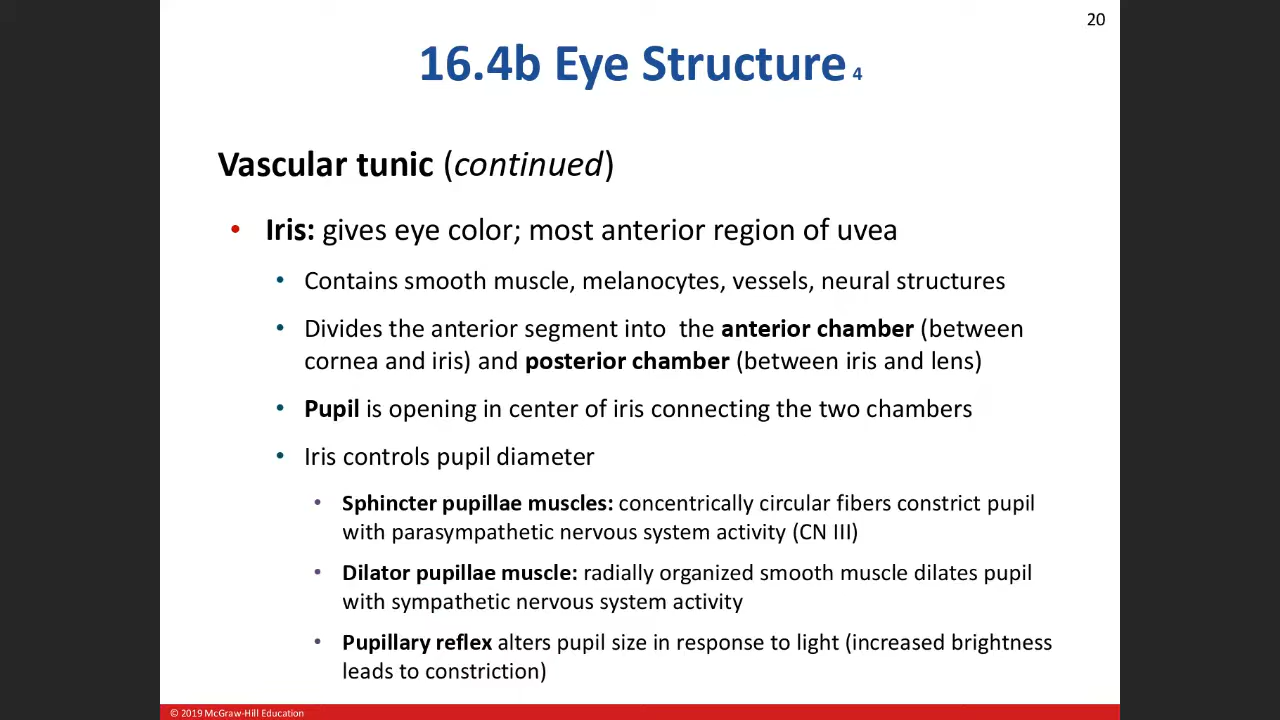 20
16.4b Eye Structure 4
Vascular tunic (continued)
• Iris: gives eye color; most anterior region of uvea
• Contains smooth muscle, melanocytes, vessels, neural structures
• Divides the anterior segment into  the anterior chamber (between
cornea and iris) and posterior chamber (between iris and lens)
• Pupil is opening in center of iris connecting the two chambers
• Iris controls pupil diameter
• Sphincter pupillae muscles: concentrically circular fibers constrict pupil
with parasympathetic nervous system activity (CN III)
• Dilator pupillae muscle: radially organized smooth muscle dilates pupil
with sympathetic nervous system activity
• Pupillary reflex alters pupil size in response to light (increased brightness
leads to constriction)
© 2019 McGraw-Hill Education